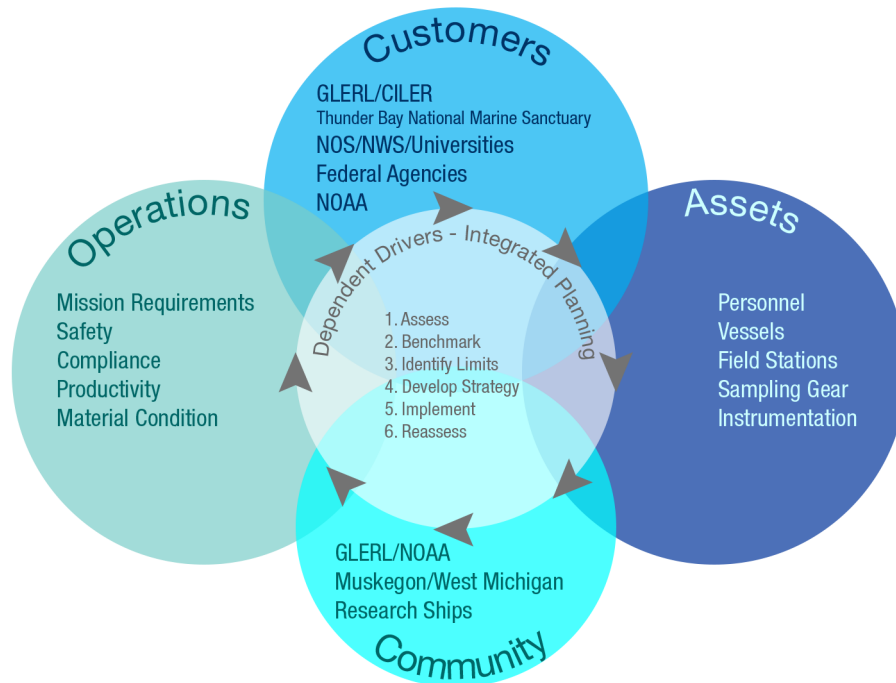 Customers
GLERL/CILER
Thunder Bay National Marine Sanctuary
NOS/NWS/Universities
Federal Agencies
NOAA
Operations
Mission Requirements
Safety
Compliance
Productivity
Material Condition
Assets
Personnel
Vessels
Field Stations
Sampling Gear
Instrumentation
Dependent Drivers - Integrated Planning
1. Assess
2. Benchmark
3. Identify Limits
4. Develop Strategy
5. Implement
6. Reassess
GLERL/NOAA
Muskegon/West Michigan
Research Ships
Community